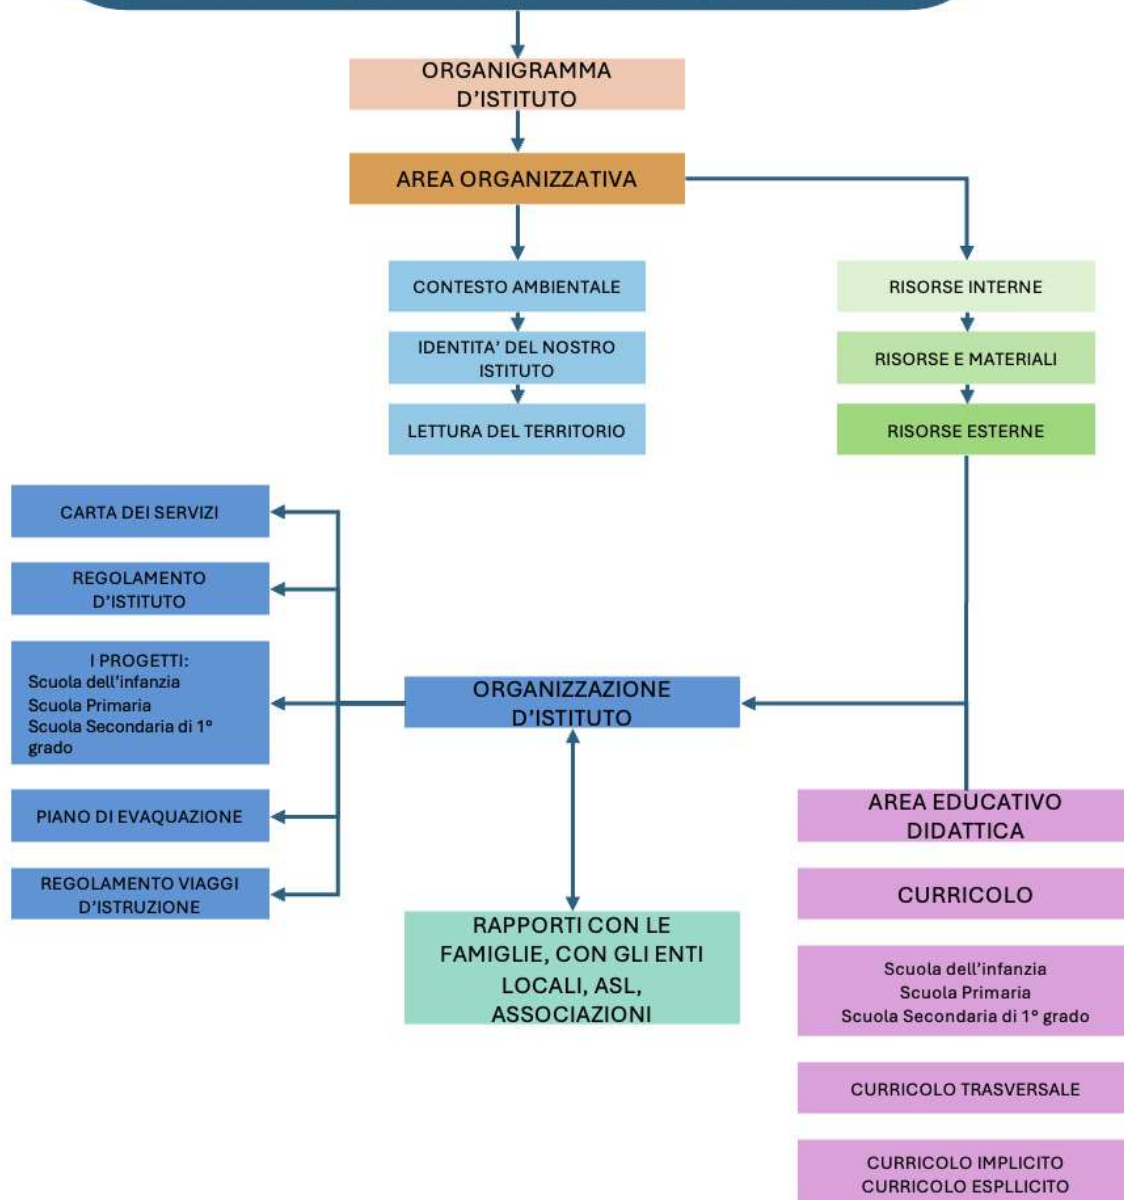 ORGANIGRAMMA
D'ISTITUTO
AREA ORGANIZZATIVA
CONTESTO AMBIENTALE
IDENTITA' DEL NOSTRO
ISTITUTO
LETTURA DEL TERRITORIO
RISORSE INTERNE
RISORSE E MATERIALI
RISORSE ESTERNE
CARTA DEI SERVIZI
REGOLAMENTO
D'ISTITUTO
I PROGETTI:
Scuola dell'infanzia
Scuola Primaria
Scuola Secondaria di 1°
grado
PIANO DI EVAQUAZIONE
REGOLAMENTO VIAGGI
D'ISTRUZIONE
ORGANIZZAZIONE
D'ISTITUTO
RAPPORTI CON LE
FAMIGLIE, CON GLI ENTI
LOCALI, ASL,
ASSOCIAZIONI
AREA EDUCATIVO
DIDATTICA
CURRICOLO
Scuola dell'infanzia
Scuola Primaria
Scuola Secondaria di 1° grado
CURRICOLO TRASVERSALE
CURRICOLO IMPLICITO
CURRICOLO ESPLLICITO